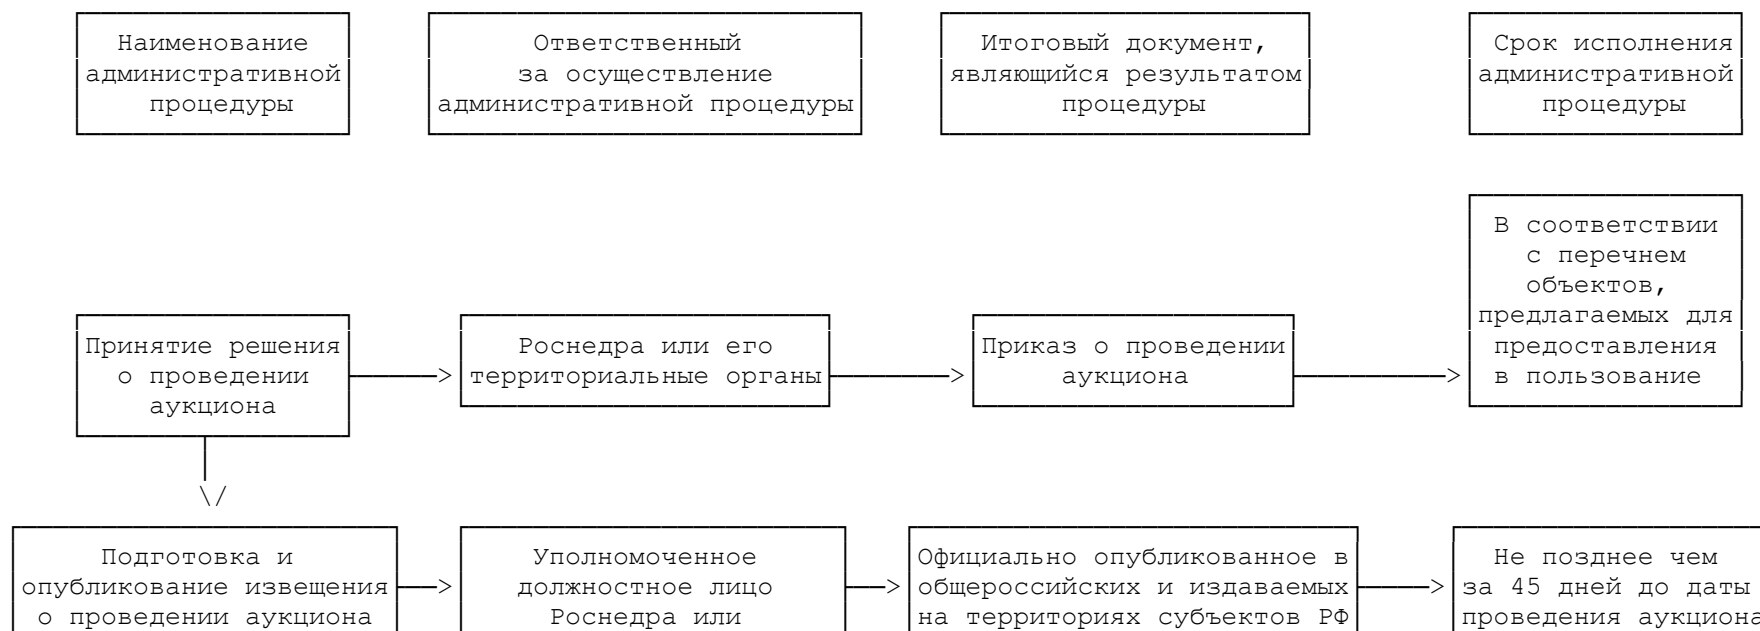 Наименование
административной
процедуры
Ответственный
за осуществление
административной процедуры
Итоговый документ,
являющийся результатом
процедуры
Срок исполнения
административной
процедуры
Принятие решения
о проведении
аукциона
Роснедра или его
территориальные органы
Приказ о проведении
аукциона
В соответствии
с перечнем
объектов,
предлагаемых для
предоставления
в пользование
Подготовка и
опубликование извещения
о проведении аукциона
Уполномоченное
должностное лицо
Роснедра или
Официально опубликованное в
общероссийских и издаваемых
на территориях субъектов РФ
Не позднее чем
за 45 дней до даты
проведения аукциона